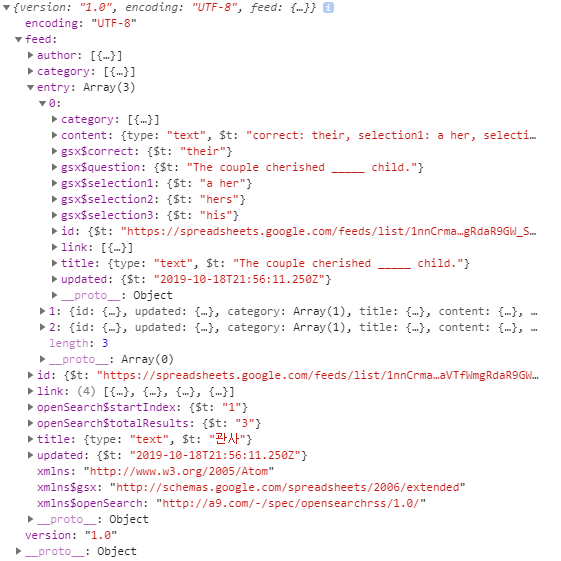 {version: "1.0", encoding: "UTF-8", feed: {…}} i
encoding: "UTF-8"
feed:
author: [{…}]
category: [{…}]
entry: Array(3)
0:
category: [{…}]
content: {type: "text", $t: "correct: their, selection1: a her, selecti…
gsx$correct: {$t: "their"}
gsx$question: {$t: "The couple cherished _____ child."}
gsx$selection1: {$t: "a her"}
gsx$selection2: {$t: "hers"}
gsx$selection3: {$t: "his"}
id: {$t: "https://spreadsheets.google.com/feeds/list/1nnCrma…gRdaR9GW_S…
link: [{…}]
title: {type: "text", $t: "The couple cherished _____ child."}
updated: {$t: "2019-10-18T21:56:11.250Z"}
__proto__: Object
1: {id: {…}, updated: {…}, category: Array(1), title: {…}, content: {…}, …
2: {id: {…}, updated: {…}, category: Array(1), title: {…}, content: {…}, …
length: 3
__proto__: Array(0)
id: {$t: "https://spreadsheets.google.com/feeds/list/1nnCrma…aVTfWmgRdaR9GW…
link: (4) [{…}, {…}, {…}, {…}]
openSearch$startIndex: {$t: "1"}
openSearch$totalResults: {$t: "3"}
title: {type: "text", $t: "관사"}
updated: {$t: "2019-10-18T21:56:11.250Z"}
xmlns: "http://www.w3.org/2005/Atom"
xmlns$gsx: "http://schemas.google.com/spreadsheets/2006/extended"
xmlns$openSearch: "http://a9.com/-/spec/opensearchrss/1.0/"
__proto__: Object
version: "1.0"
__proto__: Object